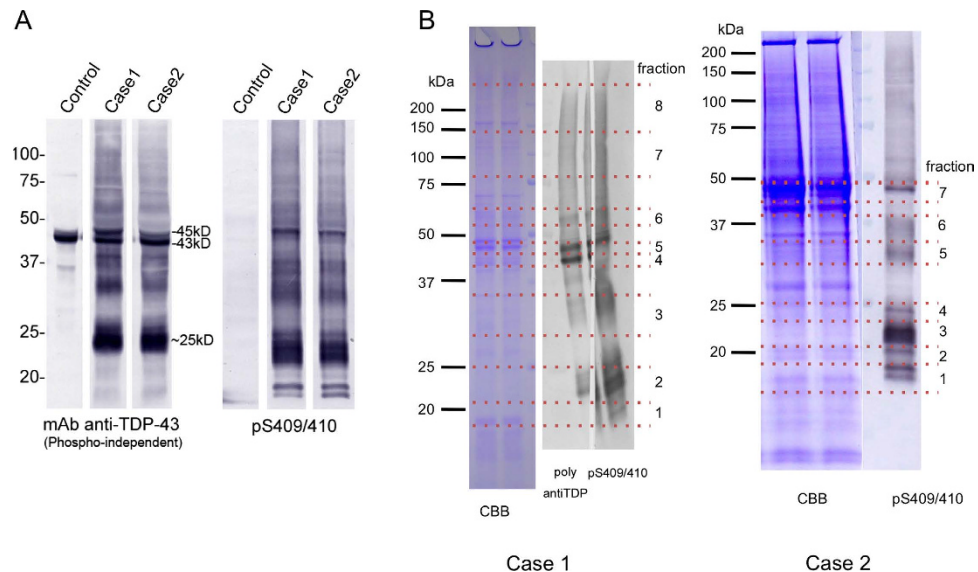 A
Control
Case1
Case2
Control
Case1
Case2
100-
75-
50-
37-
25-
20-
-45kD
-43kD
~25kD
mAb anti-TDP-43
(Phospho-independent)
pS409/410
B
kDa
200
150
100
75
50
37
25
20
fraction
8
7
6
5
4
3
2
1
poly
antiTDP
pS409/410
CBB
Case 1
kDa
200
150
100
75
50
37
25
20
fraction
7
6
5
4
3
2
1
CBB
pS409/410
Case 2